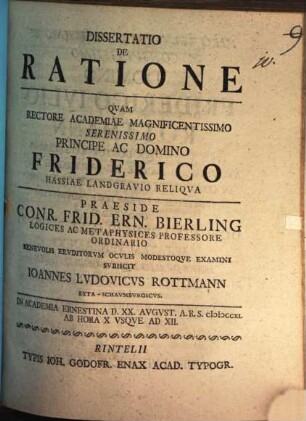 DISSERTATIO
DE
RATIONE
QVAM
RECTORE ACADEMIAE MAGNIFICENTISSIMO
SERENISSIMO
PRINCIPE AC DOMINO
FRIDERICO
HASSIAE LANDGRAVIO RELIQVA
PRAESIDE
CONR. FRID. ERN. BIERLING
LOGICES AC METAPHYSICES PROFESSORE
ORDINARIO
BENEVOLIS ERVDITORVM OCVLIS MODESTOQVE EXAMINI
SVBIICIT
IOANNES LVDOVICVS ROTTMANN
EXTA-SCHAVMBVRGICVS.
IN ACADEMIA ERNESTINA D. XX. AVGVST. A.R.S. cIɔIɔccxL
AB HORA X VSQVE AD XII.
RINTELII
TYPIS IOH. GODOFR. ENAX ACAD. TYPOGR.